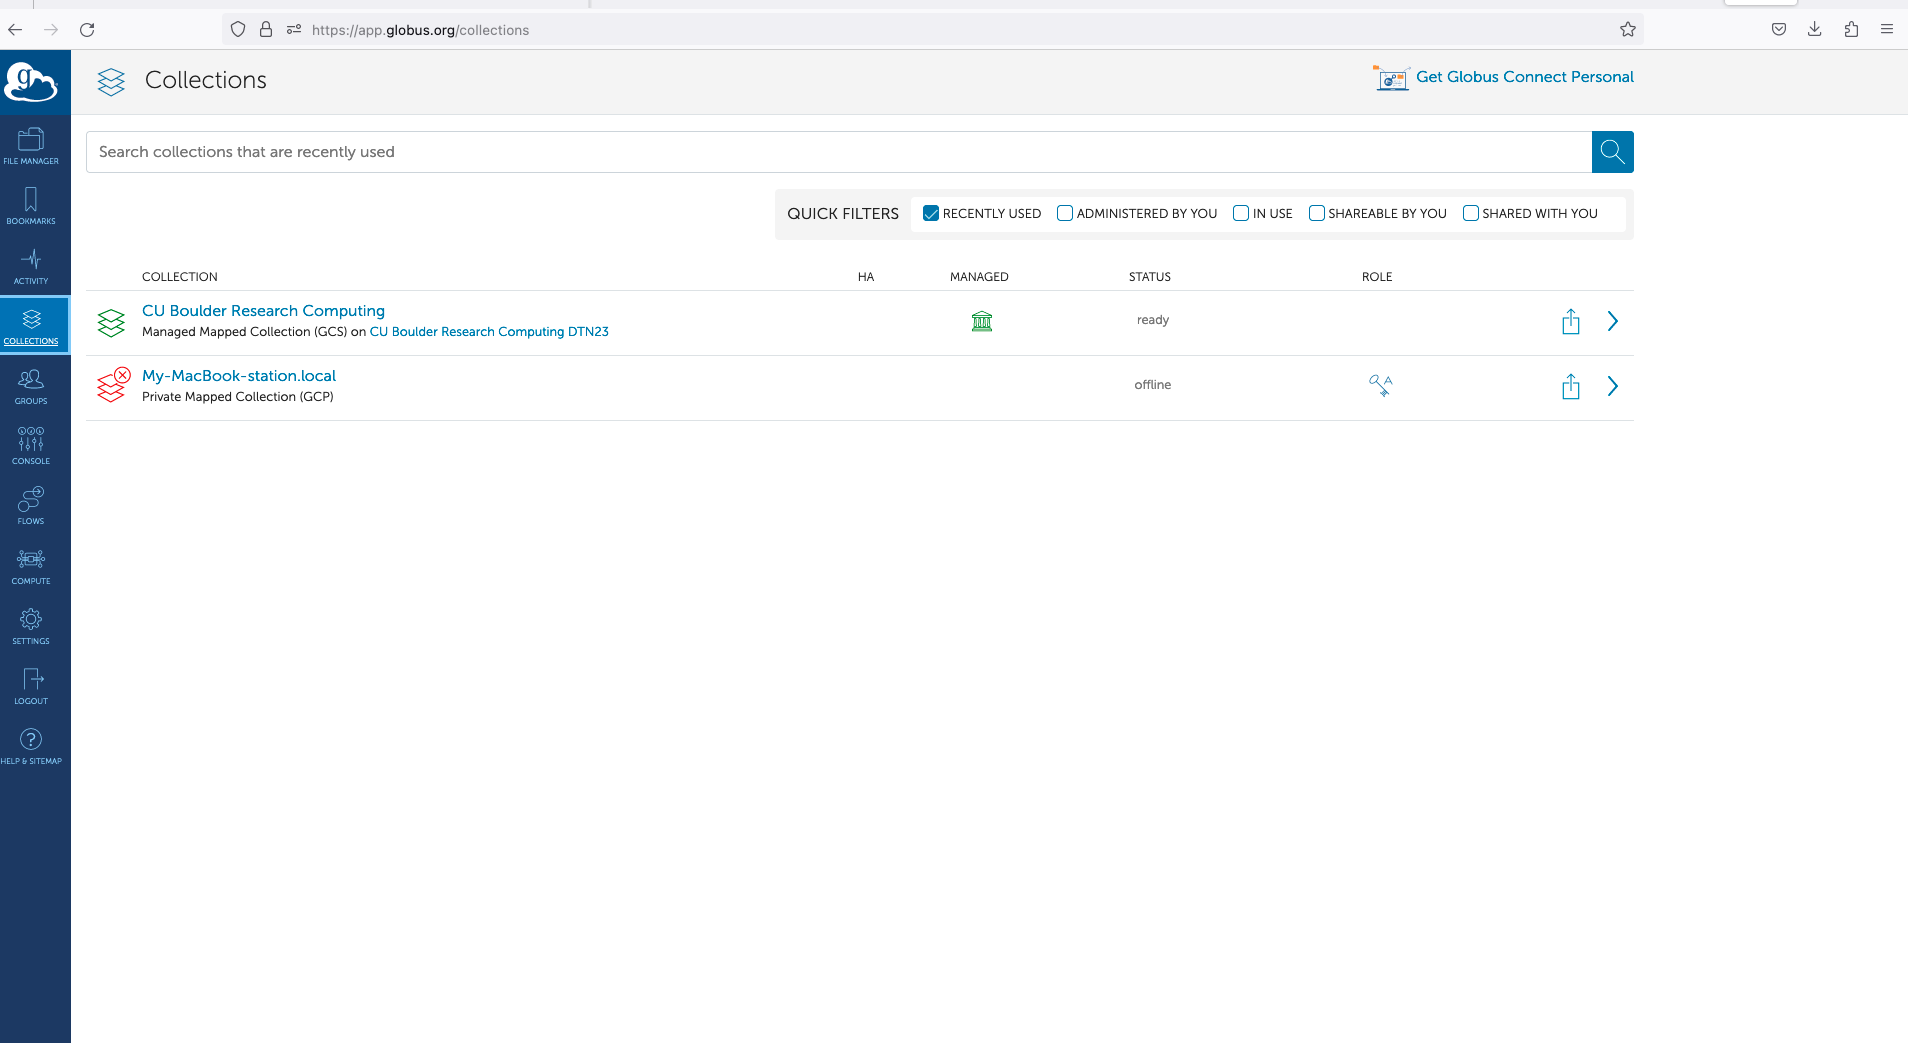 https://app.globus.org/collections
g
Collections
Get Globus Connect Personal
FILE MANAGER
BOOKMARKS
ACTIVITY
COLLECTIONS
GROUPS
CONSOLE
FLOWS
COMPUTE
SETTINGS
LOGOUT
HELP & SITEMAP
Search collections that are recently used
QUICK FILTERS RECENTLY USED ADMINISTERED BY YOU IN USE SHAREABLE BY YOU SHARED WITH YOU
COLLECTION HA MANAGED STATUS ROLE
CU Boulder Research Computing
Managed Mapped Collection (GCS) on CU Boulder Research Computing DTN23
ready
My-MacBook-station.local
Private Mapped Collection (GCP)
offline
A